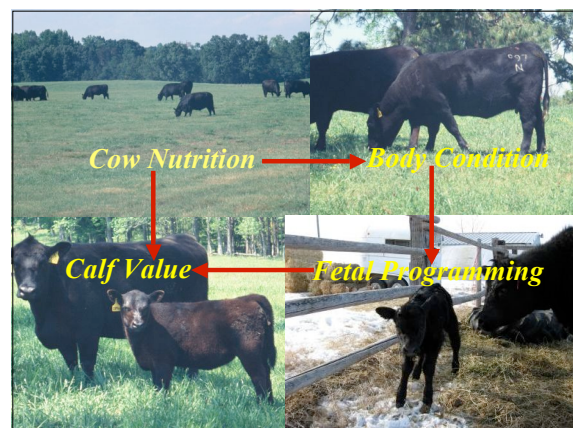 Cow Nutrition
Body Condition
Calf Value
Fetal Programming